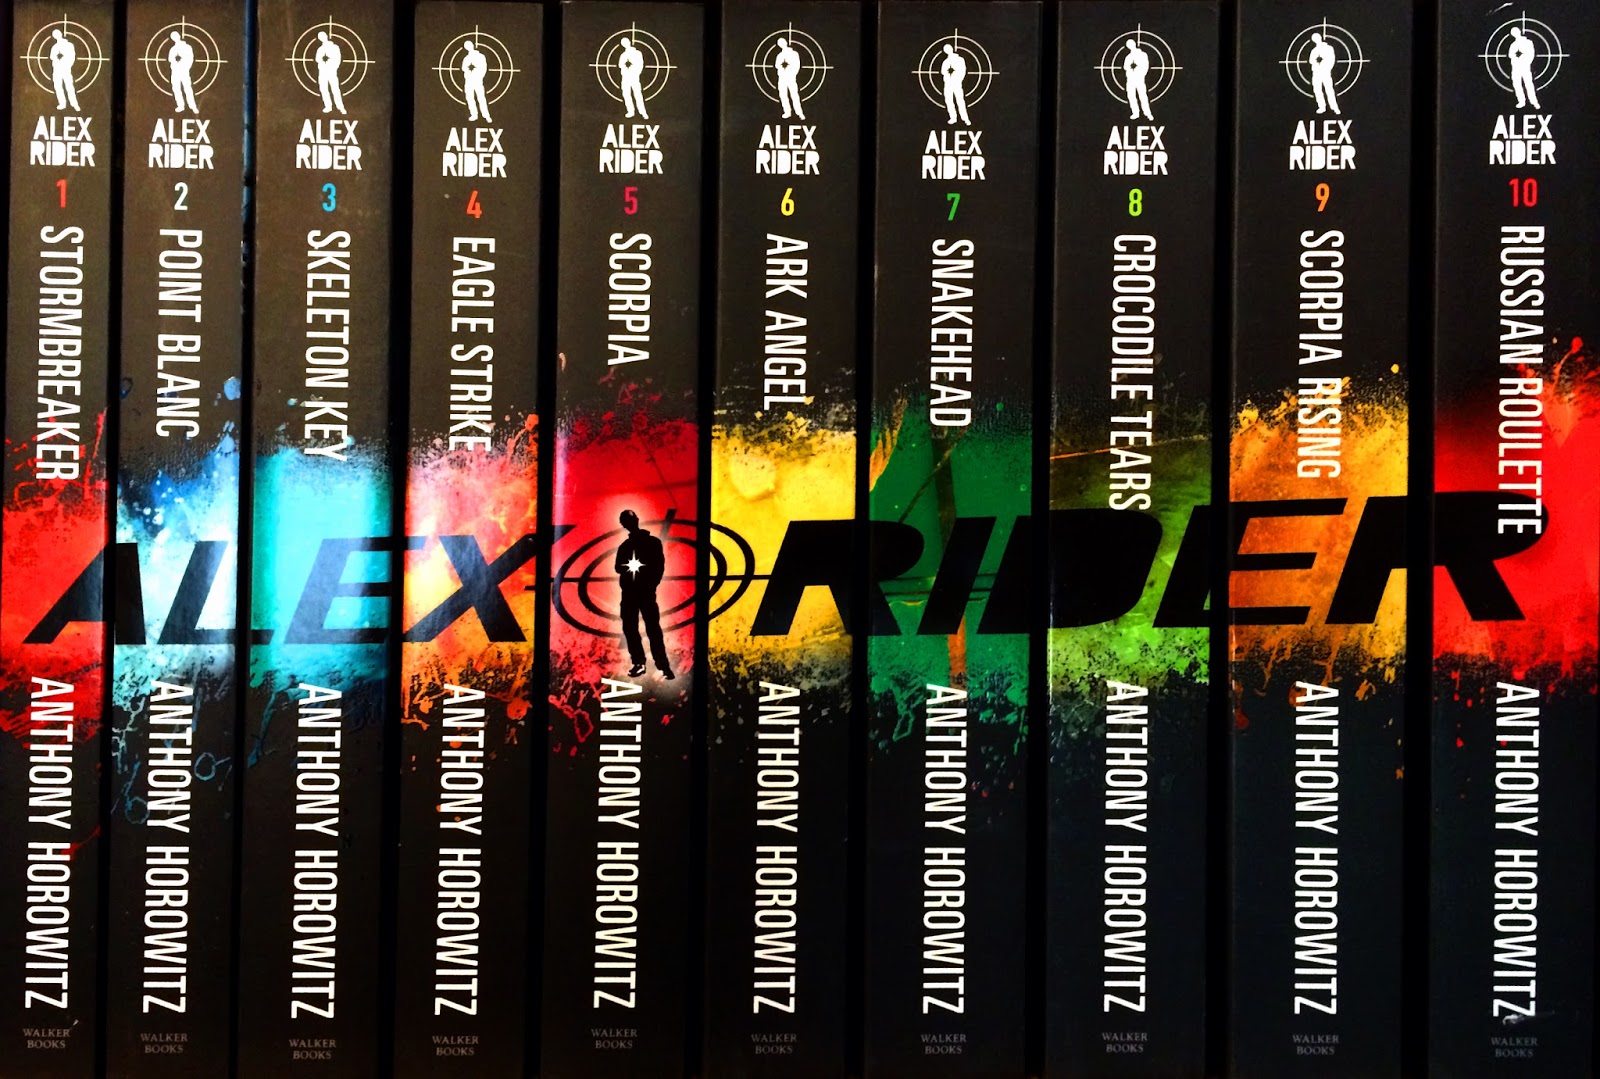 ALEX
RIDER
1 STORMBREAKER
ANTHONY HOROWITZ
WALKER
BOOKS
ALEX
RIDER
2 POINT BLANC
ANTHONY HOROWITZ
WALKER
BOOKS
ALEX
RIDER
3 SKELETON KEY
ANTHONY HOROWITZ
WALKER
BOOKS
ALEX
RIDER
4 EAGLE STRIKE
ANTHONY HOROWITZ
WALKER
BOOKS
ALEX
RIDER
5 SCORPIA
ANTHONY HOROWITZ
WALKER
BOOKS
ALEX
RIDER
6 ARK ANGEL
ANTHONY HOROWITZ
WALKER
BOOKS
ALEX
RIDER
7 SNAKEHEAD
ANTHONY HOROWITZ
WALKER
BOOKS
ALEX
RIDER
8 CROCODILE TEARS
ANTHONY HOROWITZ
WALKER
BOOKS
ALEX
RIDER
9 SCORPIA RISING
ANTHONY HOROWITZ
WALKER
BOOKS
ALEX
RIDER
10 RUSSIAN ROULETTE
ANTHONY HOROWITZ
WALKER
BOOKS
ALEX RIDER